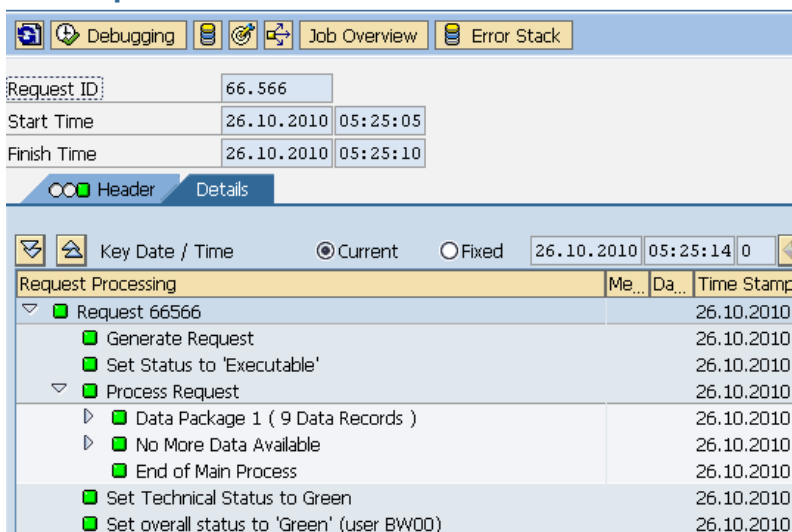 Debugging Job Overview Error Stack
Request ID 66.566
Start Time 26.10.2010 05:25:05
Finish Time 26.10.2010 05:25:10
Header Details
Key Date / Time Current Fixed 26.10.2010 05:25:14 0
Request Processing Me... Da... Time Stamp
Request 66566 26.10.2010
Generate Request 26.10.2010
Set Status to 'Executable' 26.10.2010
Process Request 26.10.2010
Data Package 1 ( 9 Data Records ) 26.10.2010
No More Data Available 26.10.2010
End of Main Process 26.10.2010
Set Technical Status to Green 26.10.2010
Set overall status to 'Green' (user BW00) 26.10.2010